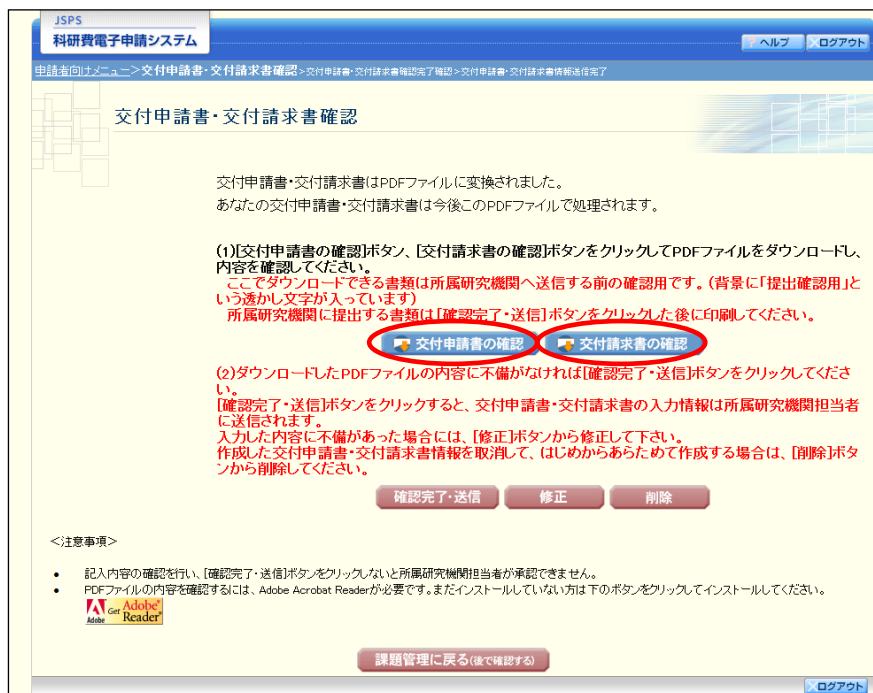 JSPS
科研費電子申請システム
ヘルプ
ログアウト
申請者向けメニュー>交付申請書・交付請求書確認>交付申請書・交付請求書確認完了確認>交付申請書・交付請求書情報送信完了
交付申請書・交付請求書確認
交付申請書・交付請求書はPDFファイルに変換されました。
あなたの交付申請書・交付請求書は今後このPDFファイルで処理されます。
(1)[交付申請書の確認]ボタン、[交付請求書の確認]ボタンをクリックしてPDFファイルをダウンロードし、
内容を確認してください。
ここでダウンロードできる書類は所属研究機関へ送信する前の確認用です。(背景に「提出確認用」と
いう透かし文字が入っています)
所属研究機関に提出する書類は[確認完了・送信]ボタンをクリックした後に印刷してください。
交付申請書の確認
交付請求書の確認
(2)ダウンロードしたPDFファイルの内容に不備がなければ[確認完了・送信]ボタンをクリックしてくださ
い。
[確認完了・送信]ボタンをクリックすると、交付申請書・交付請求書の入力情報は所属研究機関担当者
に送信されます。
入力した内容に不備があった場合には、[修正]ボタンから修正して下さい。
作成した交付申請書・交付請求書情報を取消して、はじめからあらためて作成する場合は、[削除]ボタ
ンから削除してください。
確認完了・送信
修正
削除
<注意事項>
• 記入内容の確認を行い、[確認完了・送信]ボタンをクリックしないと所属研究機関担当者が承認できません。
• PDFファイルの内容を確認するには、Adobe Acrobat Readerが必要です。まだインストールしていない方は下のボタンをクリックしてインストールしてください。
Adobe
Get Adobe®
Reader®
課題管理に戻る(後で確認する)
ログアウト